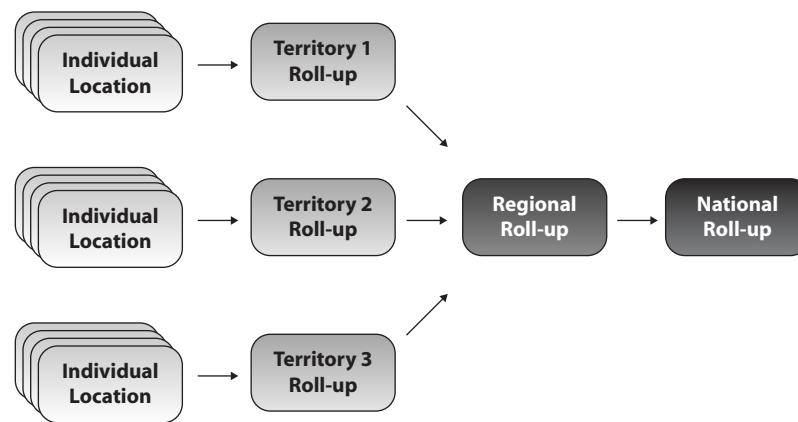 Individual
Location
Territory 1
Roll-up
Individual
Location
Territory 2
Roll-up
Regional
Roll-up
National
Roll-up
Individual
Location
Territory 3
Roll-up